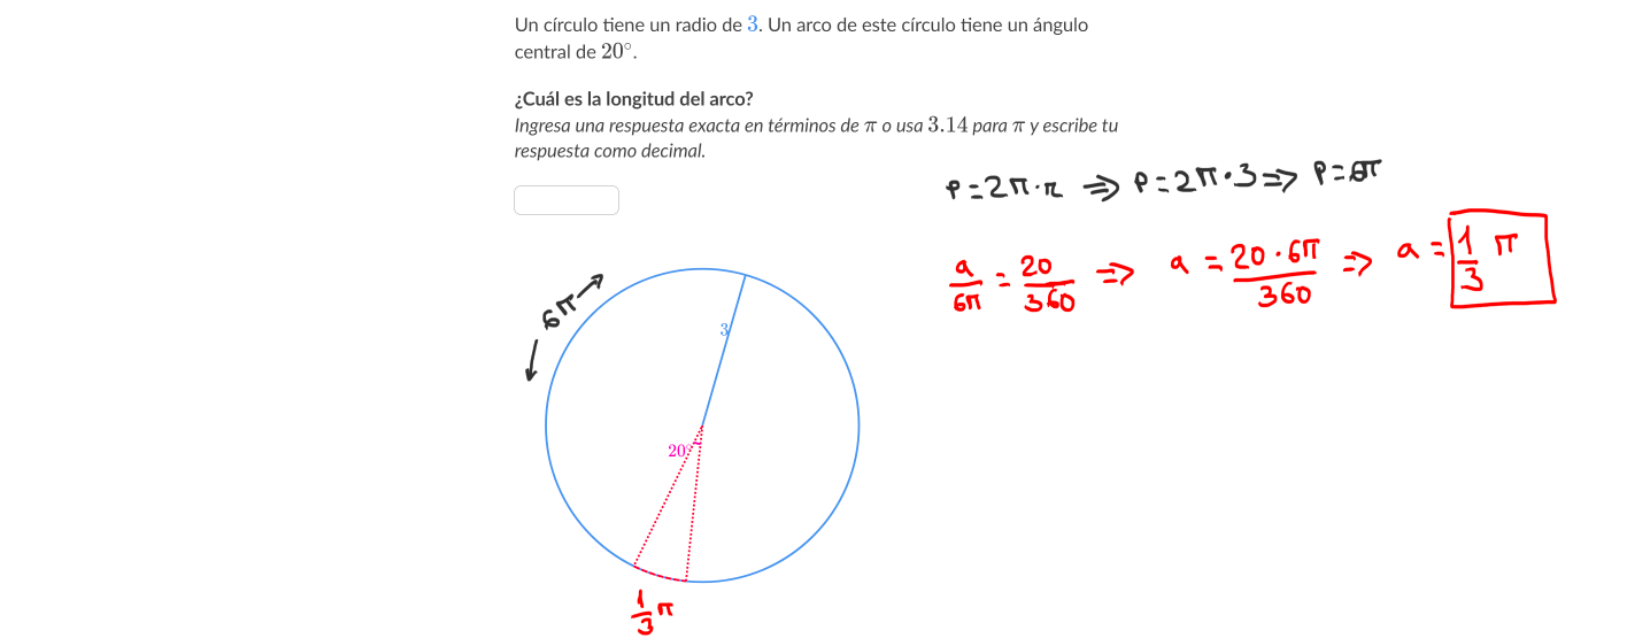 Un círculo tiene un radio de 3. Un arco de este círculo tiene un ángulo
central de 20°.
¿Cuál es la longitud del arco?
Ingresa una respuesta exacta en términos de π o usa 3.14 para π y escribe tu
respuesta como decimal.
P=2π·r ⇒ P=2π·3 ⇒ P=6π
a/6π = 20/360 ⇒ a = 20·6π/360 ⇒ a = 1/3 π
6π
3
20°
1/3 π